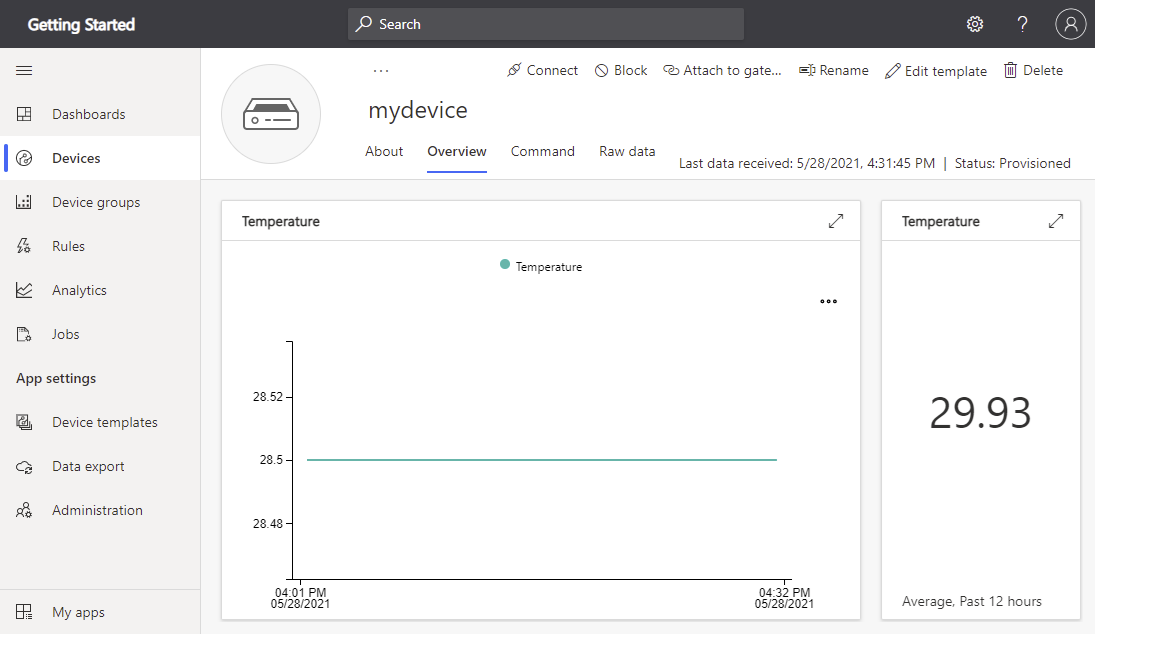 Getting Started
Search
?
Dashboards
Devices
Device groups
Rules
Analytics
Jobs
App settings
Device templates
Data export
Administration
My apps
... Connect Block Attach to gate... Rename Edit template Delete
mydevice
About Overview Command Raw data
Last data received: 5/28/2021, 4:31:45 PM | Status: Provisioned
Temperature
Temperature
28.52
28.5
28.48
04:01 PM 04:32 PM
05/28/2021 05/28/2021
Temperature
29.93
Average, Past 12 hours